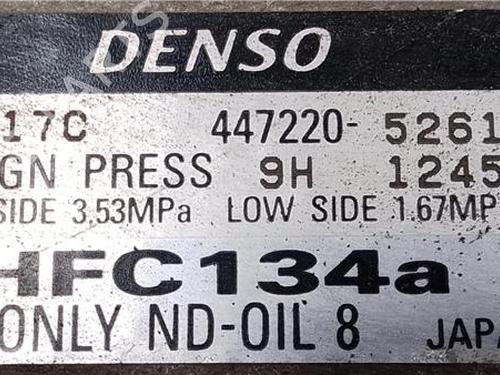 DENSO
17C 447220-5261
GN PRESS 9H 1245
SIDE 3.53MPa LOW SIDE 1.67MP
HFC134a
ONLY ND-OIL 8 JAPA